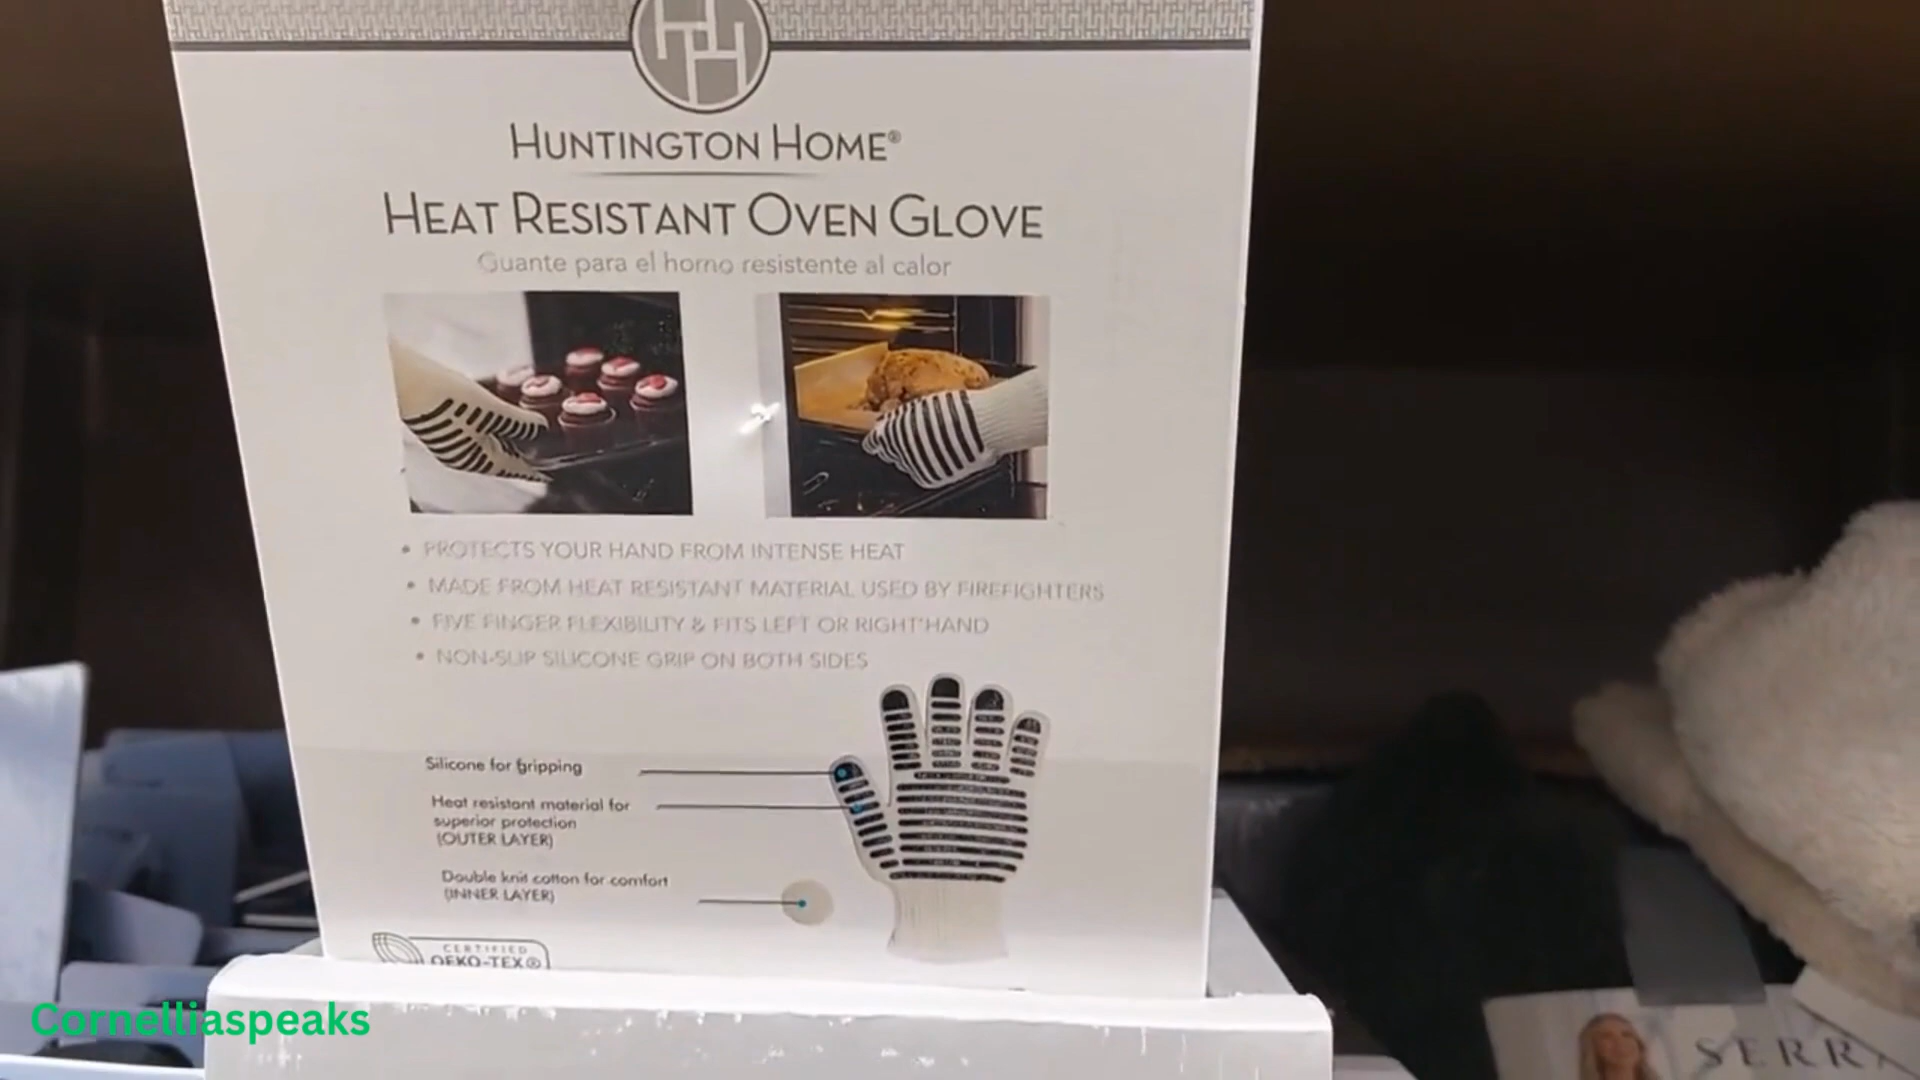 HUNTINGTON HOME®
HEAT RESISTANT OVEN GLOVE
Guante para el horno resistente al calor
• PROTECTS YOUR HAND FROM INTENSE HEAT
• MADE FROM HEAT RESISTANT MATERIAL USED BY FIREFIGHTERS
• FIVE FINGER FLEXIBILITY & FITS LEFT OR RIGHT HAND
• NON-SLIP SILICONE GRIP ON BOTH SIDES
Silicone for gripping
Heat resistant material for
superior protection
(OUTER LAYER)
Double knit cotton for comfort
(INNER LAYER)
CERTIFIED
OEKO-TEX®
Cornelliaspeaks